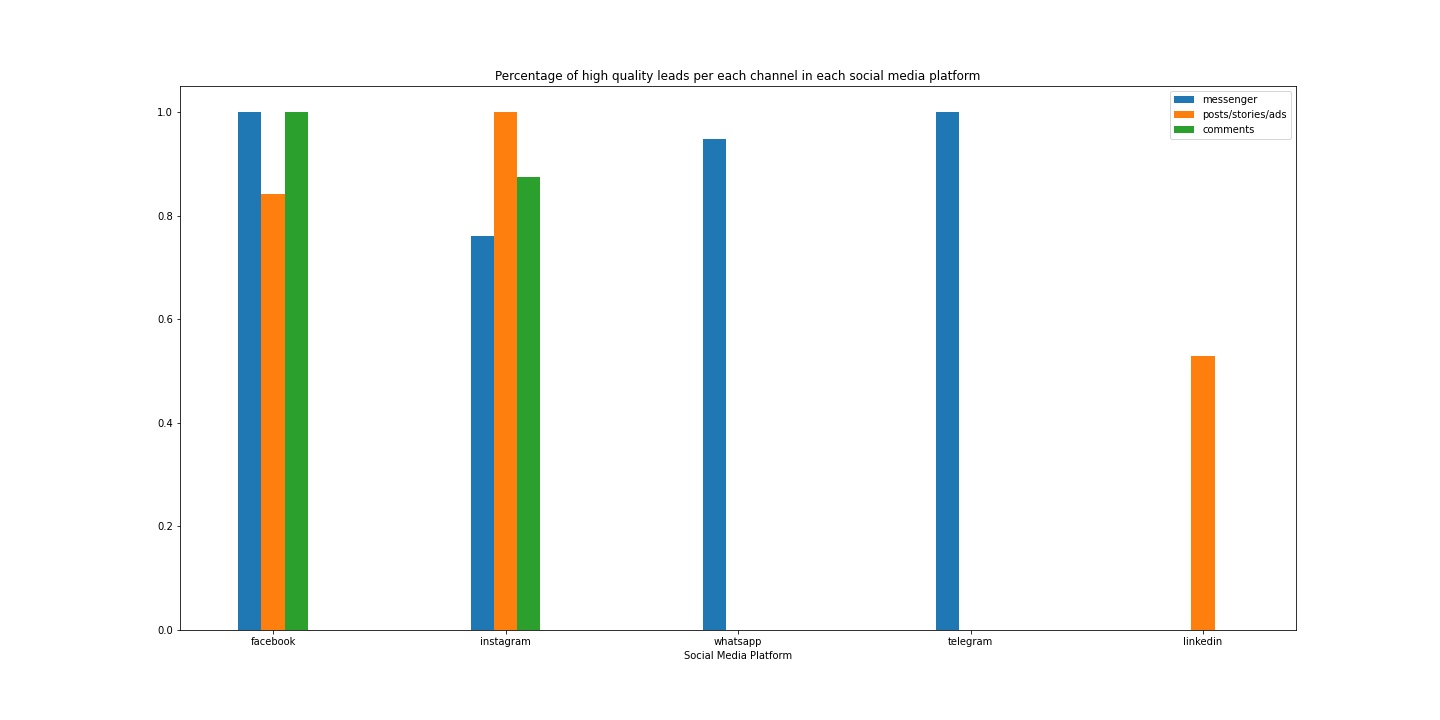 Percentage of high quality leads per each channel in each social media platform
messenger
posts/stories/ads
comments
1.0
0.8
0.6
0.4
0.2
0.0
facebook instagram whatsapp telegram linkedin
Social Media Platform